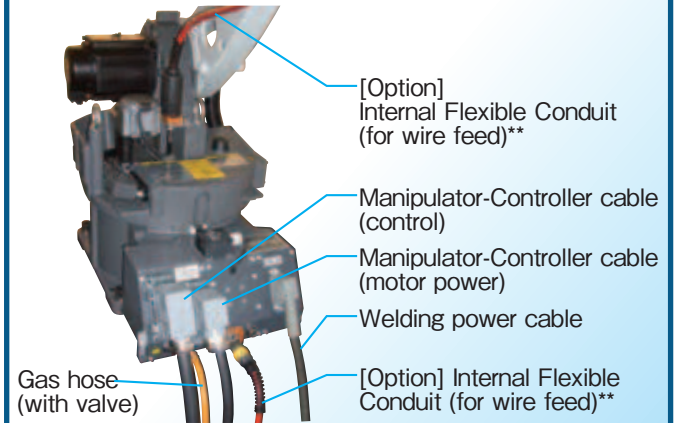 [Option]
Internal Flexible Conduit
(for wire feed)**
Manipulator-Controller cable
(control)
Manipulator-Controller cable
(motor power)
Welding power cable
[Option] Internal Flexible
Conduit (for wire feed)**
Gas hose
(with valve)